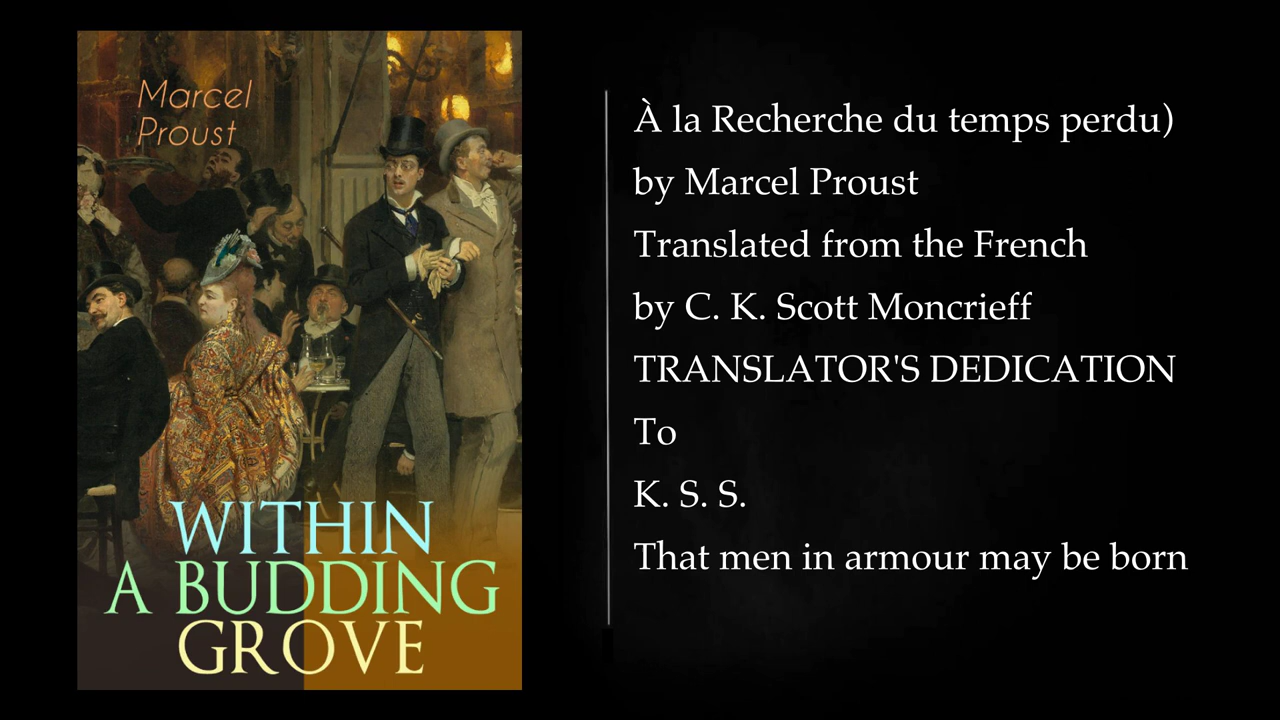 Marcel
Proust
WITHIN
A BUDDING
GROVE
À la Recherche du temps perdu)
by Marcel Proust
Translated from the French
by C. K. Scott Moncrieff
TRANSLATOR'S DEDICATION
To
K. S. S.
That men in armour may be born